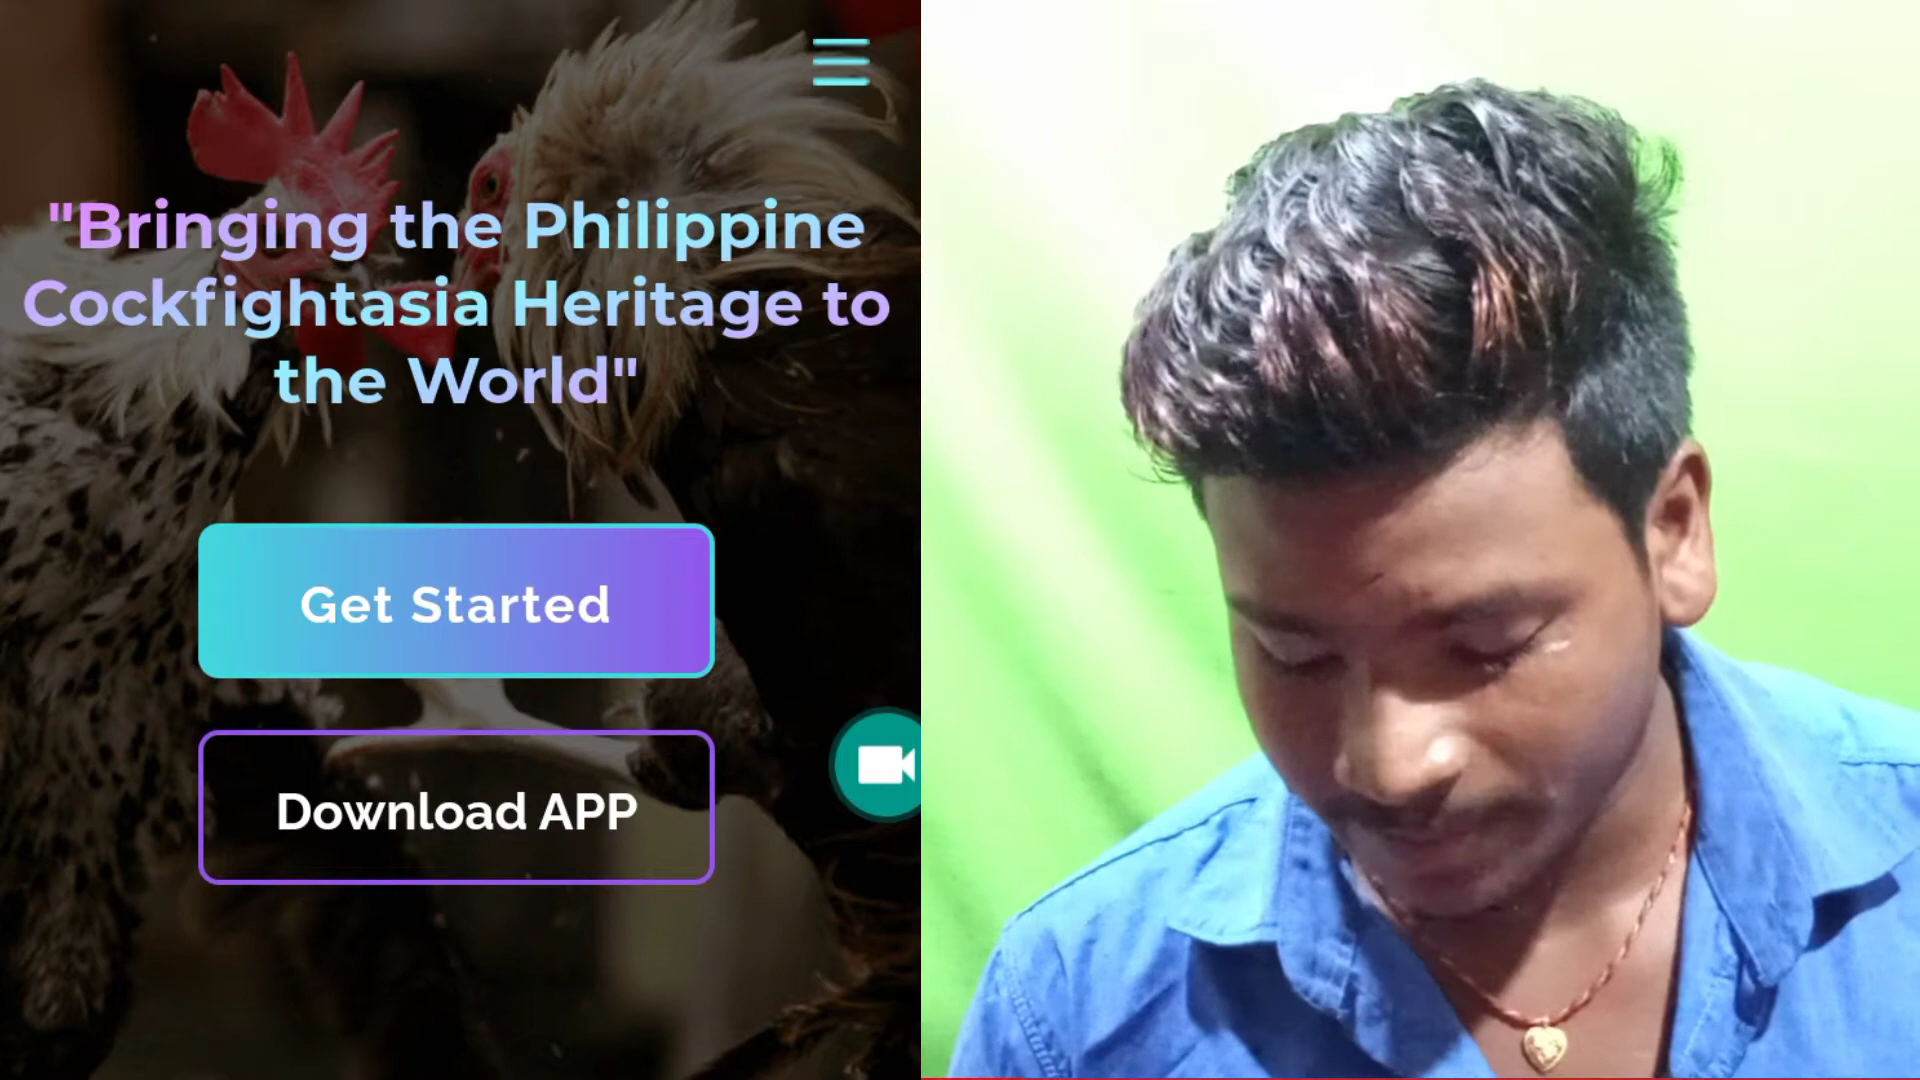 "Bringing the Philippine
Cockfightasia Heritage to
the World"
Get Started
Download APP